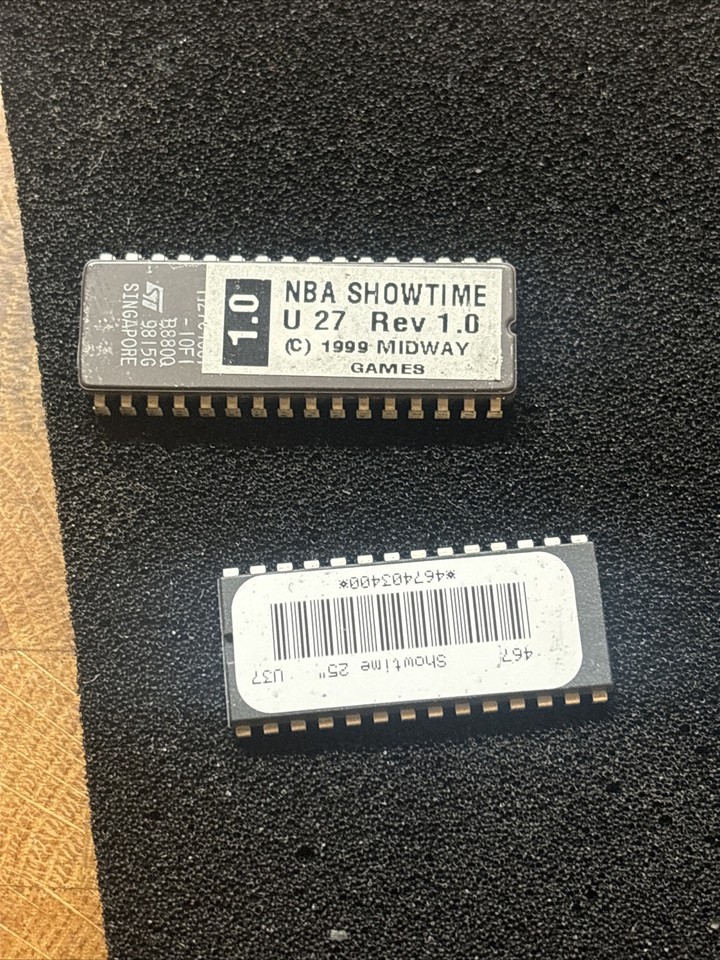 1.0
NBA SHOWTIME
U 27 Rev 1.0
(C) 1999 MIDWAY
GAMES
-10F1
B880Q
9815G
SINGAPORE
467 Showtime 25" U37
*467403400*